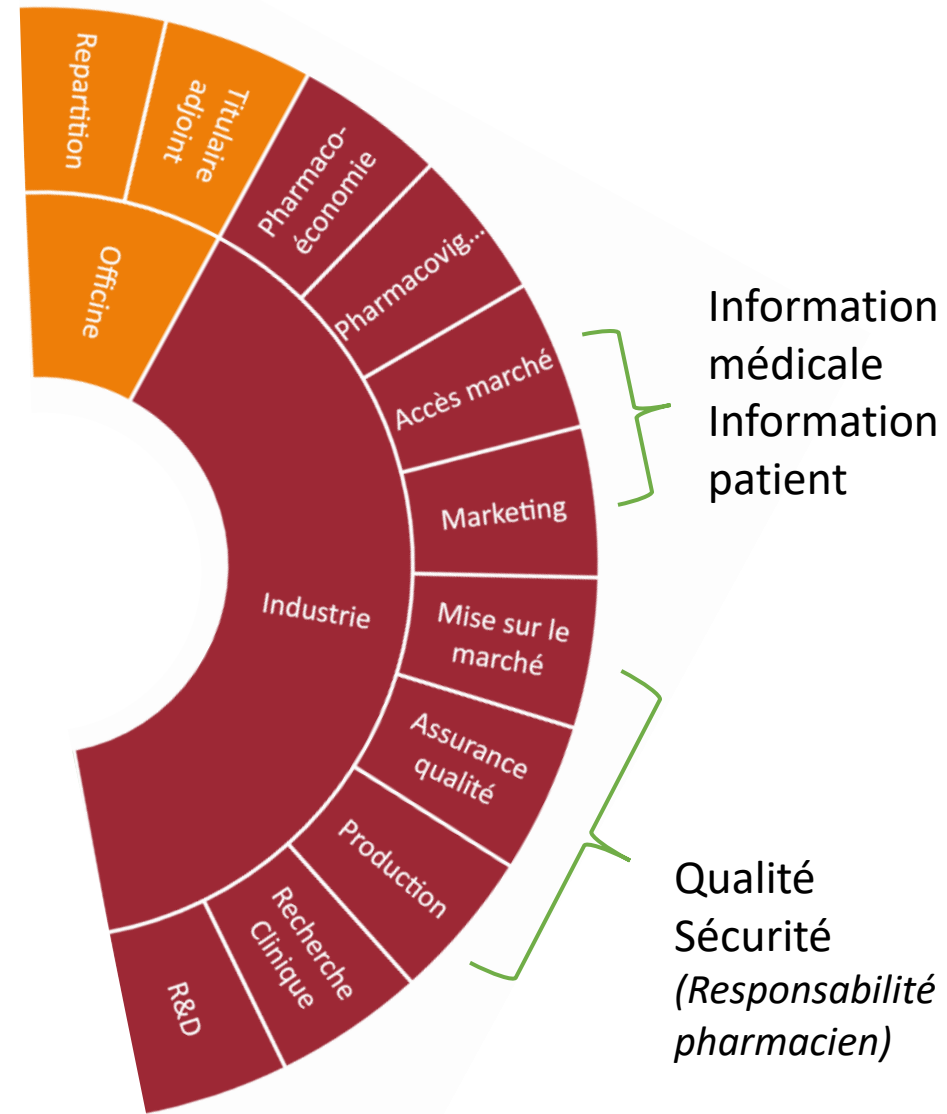 Repartition
Titulaire
adjoint
Officine
Pharmaco-
économie
Pharmacovig...
Accès marché
Marketing
Industrie
Mise sur le
marché
Assurance
qualité
Production
Recherche
Clinique
R&D
Information
médicale
Information
patient
Qualité
Sécurité
(Responsabilité
pharmacien)